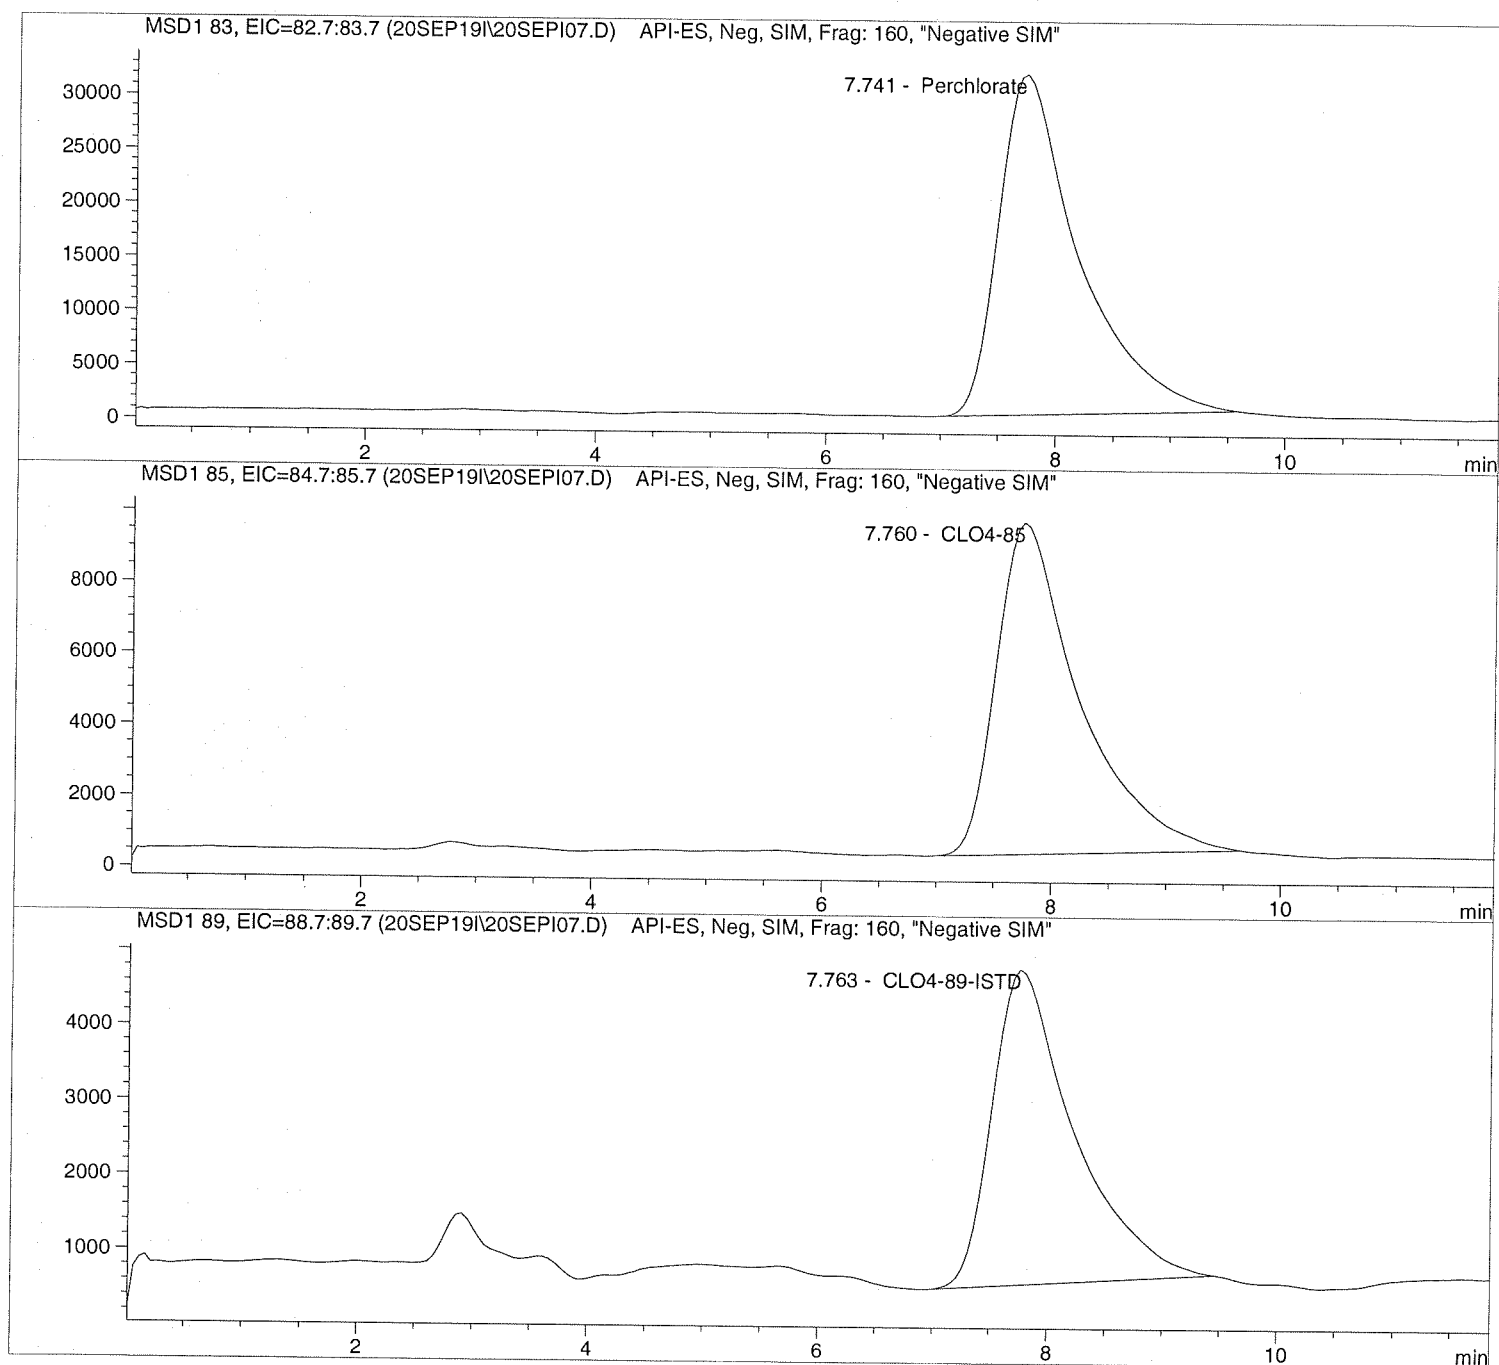 MSD1 83, EIC=82.7:83.7 (20SEP19I\20SEPI07.D) API-ES, Neg, SIM, Frag: 160, "Negative SIM"
7.741 - Perchlorate
30000
25000
20000
15000
10000
5000
0
2 4 6 8 10 min
MSD1 85, EIC=84.7:85.7 (20SEP19I\20SEPI07.D) API-ES, Neg, SIM, Frag: 160, "Negative SIM"
7.760 - CLO4-85
8000
6000
4000
2000
0
2 4 6 8 10 min
MSD1 89, EIC=88.7:89.7 (20SEP19I\20SEPI07.D) API-ES, Neg, SIM, Frag: 160, "Negative SIM"
7.763 - CLO4-89-ISTD
4000
3000
2000
1000
2 4 6 8 10 min